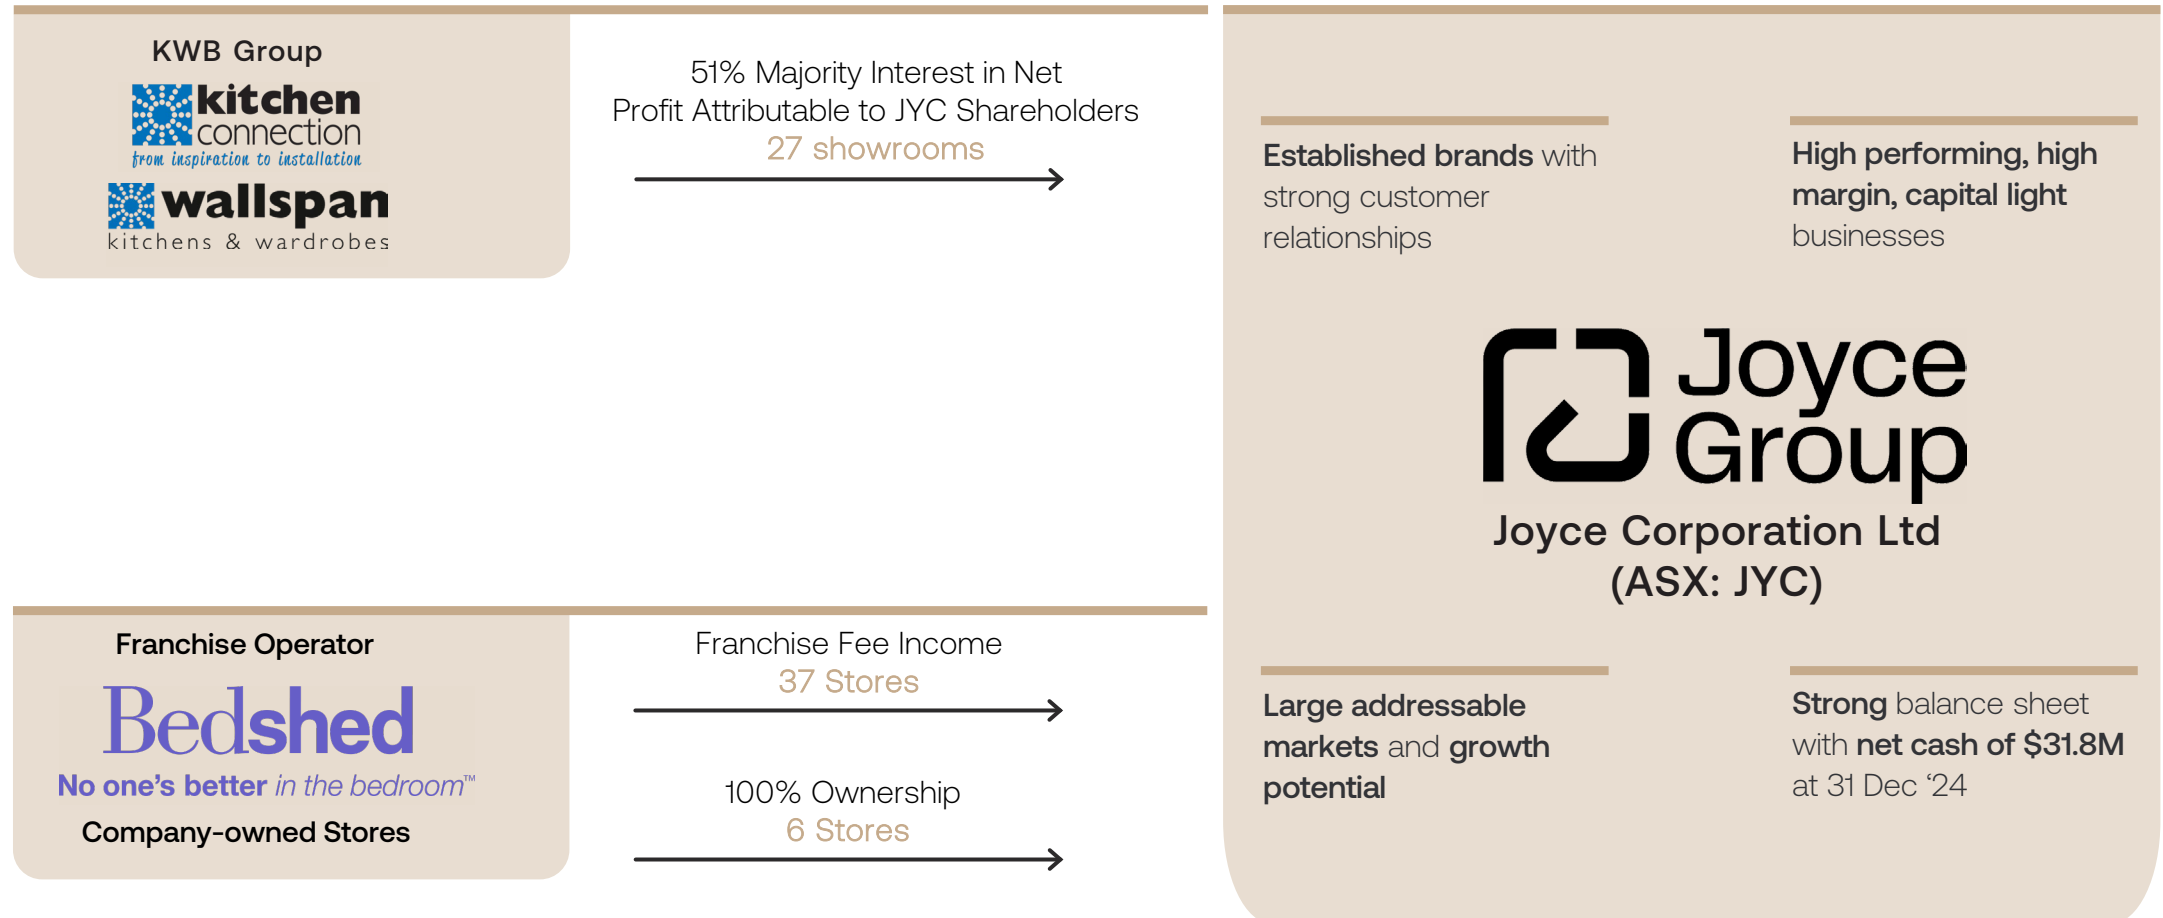 KWB Group
kitchen
connection
from inspiration to installation
wallspan
kitchens & wardrobes
51% Majority Interest in Net
Profit Attributable to JYC Shareholders
27 showrooms
Franchise Operator
Bedshed
No one's better in the bedroom™
Company-owned Stores
Franchise Fee Income
37 Stores
100% Ownership
6 Stores
Established brands with
strong customer
relationships
High performing, high
margin, capital light
businesses
Joyce
Group
Joyce Corporation Ltd
(ASX: JYC)
Large addressable
markets and growth
potential
Strong balance sheet
with net cash of $31.8M
at 31 Dec ‘24